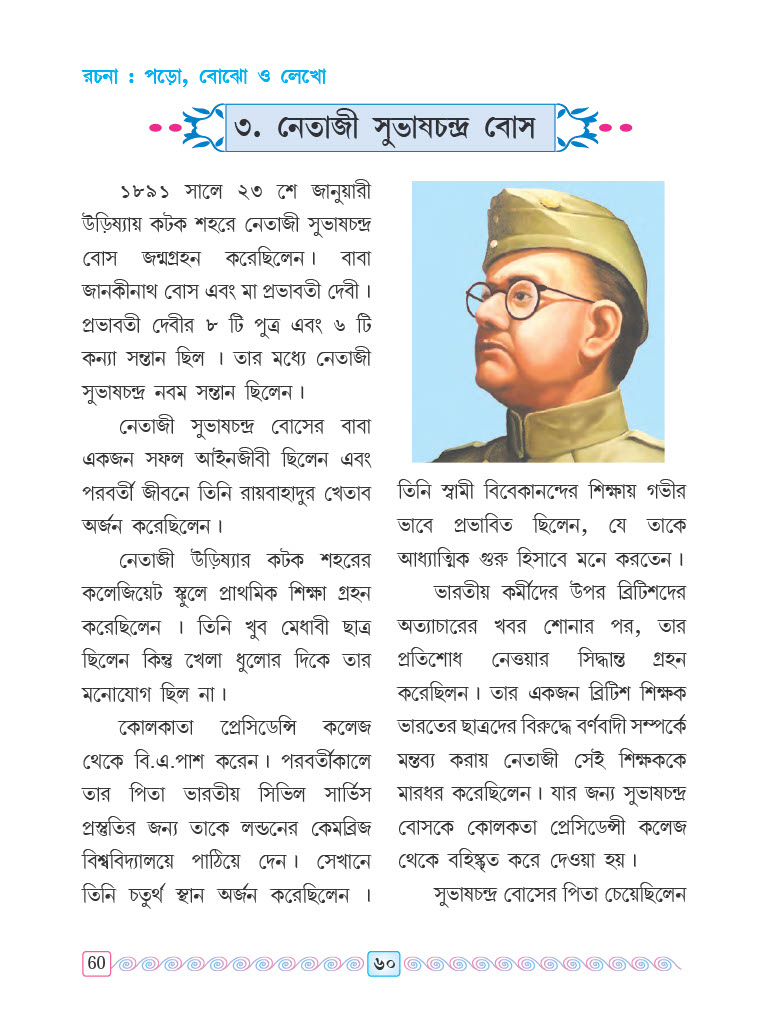 রচনা : পড়ো, বোঝো ও লেখো
৩. নেতাজী সুভাষচন্দ্র বোস
১৮৯১ সালে ২৩ শে জানুয়ারী
উড়িষ্যায় কটক শহরে নেতাজী সুভাষচন্দ্র
বোস জন্মগ্রহন করেছিলেন। বাবা
জানকীনাথ বোস এবং মা প্রভাবতী দেবী।
প্রভাবতী দেবীর ৮ টি পুত্র এবং ৬ টি
কন্যা সন্তান ছিল । তার মধ্যে নেতাজী
সুভাষচন্দ্র নবম সন্তান ছিলেন।
নেতাজী সুভাষচন্দ্র বোসের বাবা
একজন সফল আইনজীবী ছিলেন এবং
পরবর্তী জীবনে তিনি রায়বাহাদুর খেতাব
অর্জন করেছিলেন।
নেতাজী উড়িষ্যার কটক শহরের
কলেজিয়েট স্কুলে প্রাথমিক শিক্ষা গ্রহন
করেছিলেন । তিনি খুব মেধাবী ছাত্র
ছিলেন কিন্তু খেলা ধুলোর দিকে তার
মনোযোগ ছিল না।
কোলকাতা প্রেসিডেন্সি কলেজ
থেকে বি.এ.পাশ করেন। পরবর্তীকালে
তার পিতা ভারতীয় সিভিল সার্ভিস
প্রস্তুতির জন্য তাকে লন্ডনের কেমব্রিজ
বিশ্ববিদ্যালয়ে পাঠিয়ে দেন। সেখানে
তিনি চতুর্থ স্থান অর্জন করেছিলেন ।
তিনি স্বামী বিবেকানন্দের শিক্ষায় গভীর
ভাবে প্রভাবিত ছিলেন, যে তাকে
আধ্যাত্মিক গুরু হিসাবে মনে করতেন।
ভারতীয় কর্মীদের উপর ব্রিটিশদের
অত্যাচারের খবর শোনার পর, তার
প্রতিশোধ নেওয়ার সিদ্ধান্ত গ্রহন
করেছিলন। তার একজন ব্রিটিশ শিক্ষক
ভারতের ছাত্রদের বিরুদ্ধে বর্ণবাদী সম্পর্কে
মন্তব্য করায় নেতাজী সেই শিক্ষককে
মারধর করেছিলেন। যার জন্য সুভাষচন্দ্র
বোসকে কোলকতা প্রেসিডেন্সী কলেজ
থেকে বহিষ্কৃত করে দেওয়া হয়।
সুভাষচন্দ্র বোসের পিতা চেয়েছিলেন
60
৬০